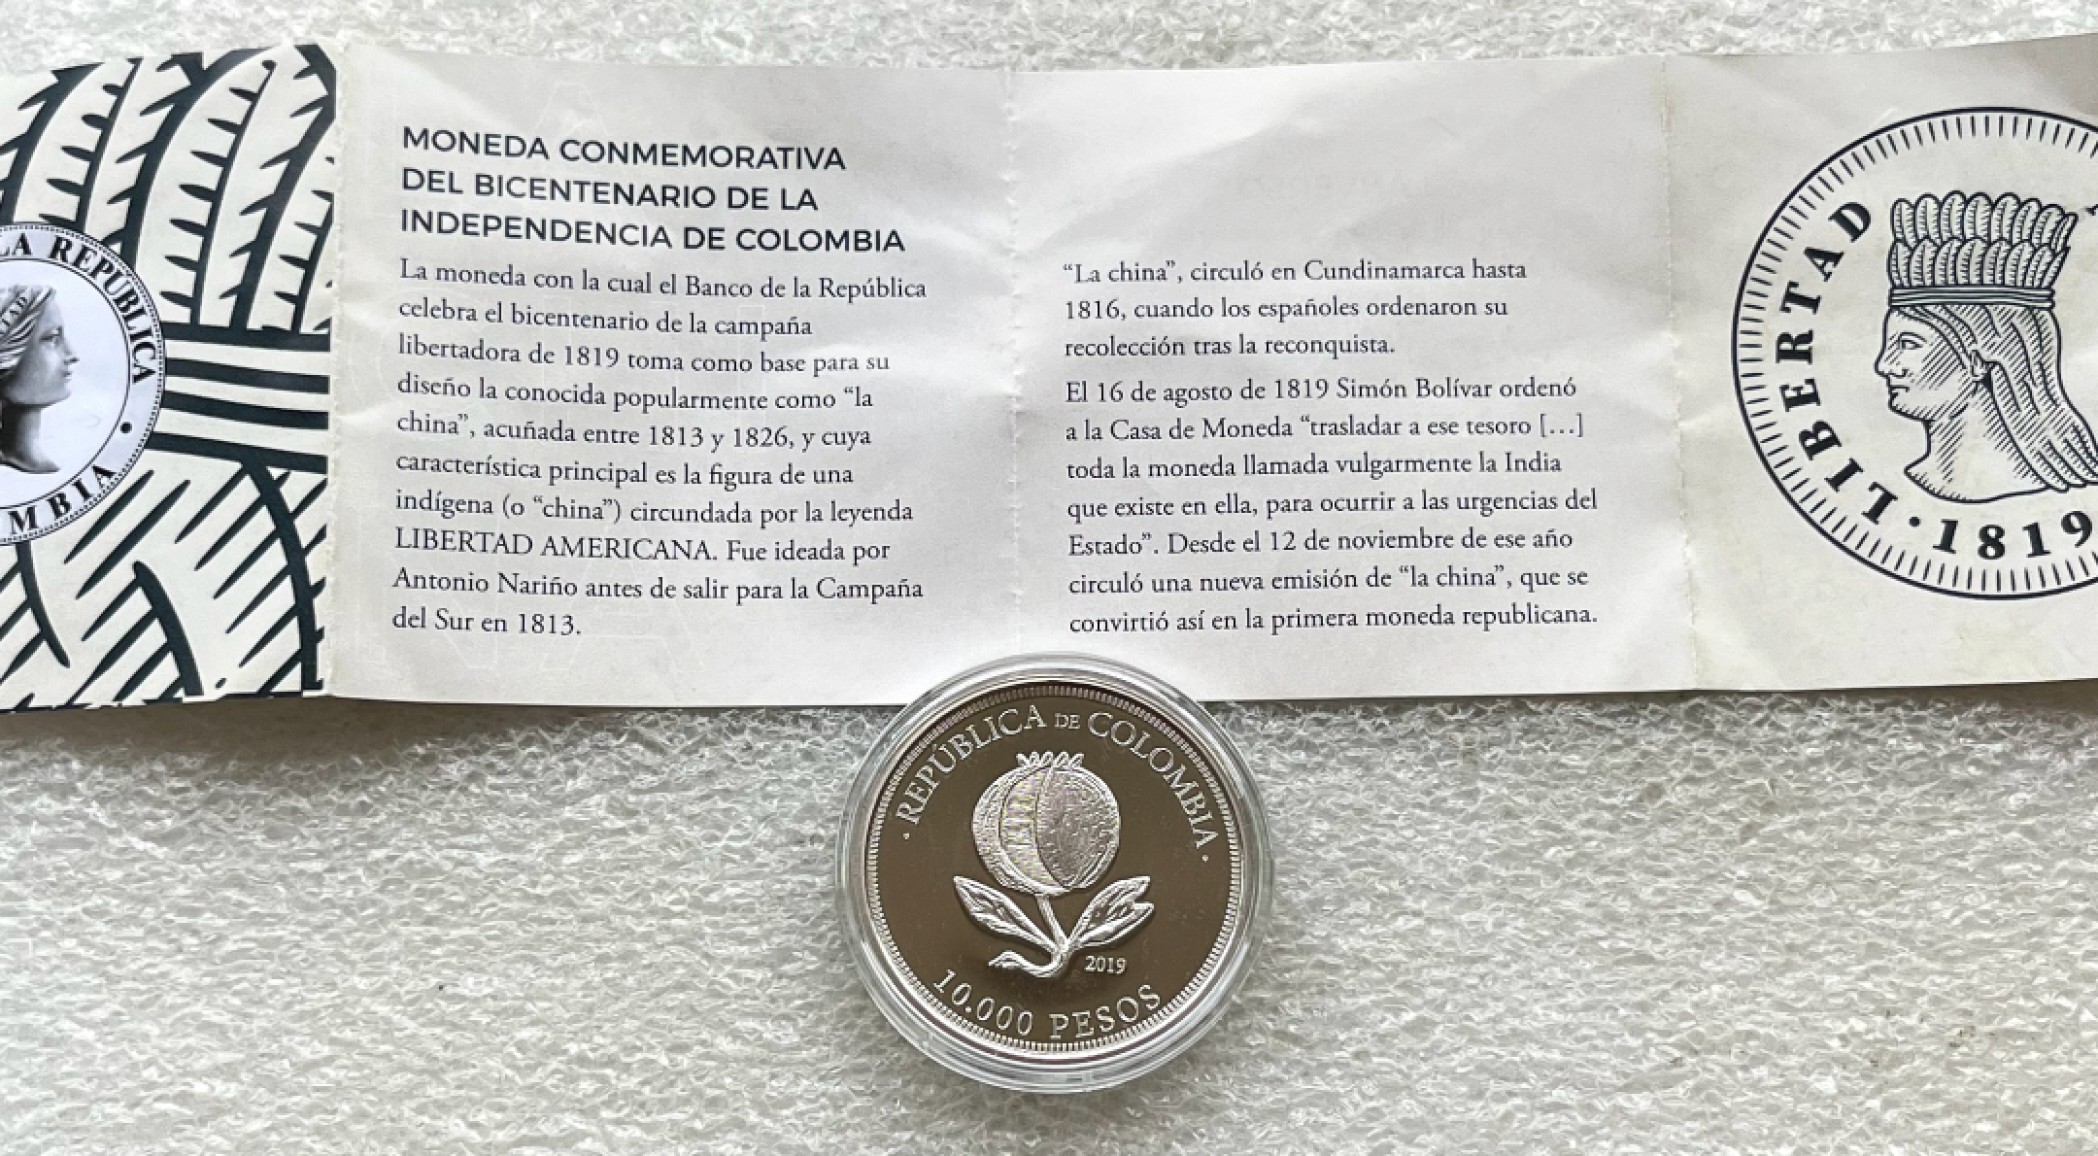 LA REPÚBLICA
MBIA
MONEDA CONMEMORATIVA
DEL BICENTENARIO DE LA
INDEPENDENCIA DE COLOMBIA
La moneda con la cual el Banco de la República
celebra el bicentenario de la campaña
libertadora de 1819 toma como base para su
diseño la conocida popularmente como “la
china”, acuñada entre 1813 y 1826, y cuya
característica principal es la figura de una
indígena (o “china”) circundada por la leyenda
LIBERTAD AMERICANA. Fue ideada por
Antonio Nariño antes de salir para la Campaña
del Sur en 1813.
“La china”, circuló en Cundinamarca hasta
1816, cuando los españoles ordenaron su
recolección tras la reconquista.
El 16 de agosto de 1819 Simón Bolívar ordenó
a la Casa de Moneda “trasladar a ese tesoro [...]
toda la moneda llamada vulgarmente la India
que existe en ella, para ocurrir a las urgencias del
Estado”. Desde el 12 de noviembre de ese año
circuló una nueva emisión de “la china”, que se
convirtió así en la primera moneda republicana.
LIBERTAD
·1819
·REPÚBLICA DE COLOMBIA·
2019
10.000 PESOS